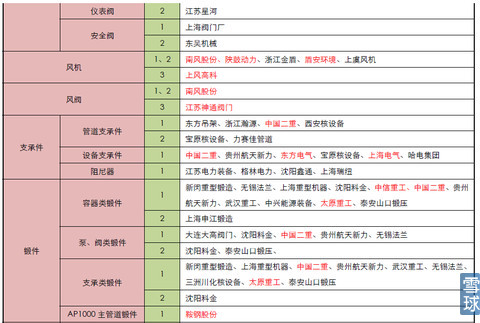 仪表阀 2 江苏星河
安全阀 1 上海阀门厂
2 东吴机械
风机 1、2 南风股份、陕鼓动力、浙江金盾、盾安环境、上虞风机
3 上风高科
风阀 1、2 南风股份
3 江苏神通阀门
支承件 管道支承件 1 东方吊架、浙江瀚源、中国二重、西安核设备
2 宝原核设备、力赛佳管道
设备支承件 1 中国二重、贵州航天新力、东方电气、宝原核设备、上海电气、哈电集团
阻尼器 1 江苏电力装备、格林电力、沈阳鑫通、上海瑞纽
锻件 容器类锻件 1 新闵重型锻造、无锡法兰、上海重型机器、沈阳科金、中信重工、中国二重、贵州
航天新力、武汉重工、中兴能源装备、太原重工、泰安山口锻压
2 上海申江锻造
泵、阀类锻件 1 大连大高阀门、沈阳科金、中国二重、贵州航天新力、无锡法兰
2 沈阳科金、泰安山口锻压、
支承类锻件 1 新闵重型锻造、上海重型机器、中国二重、贵州航天新力、武汉重工、无锡法兰、
三洲川化核设备、太原重工、泰安山口锻压
2 沈阳科金
AP1000 主管道锻件 1 鞍钢股份
雪球